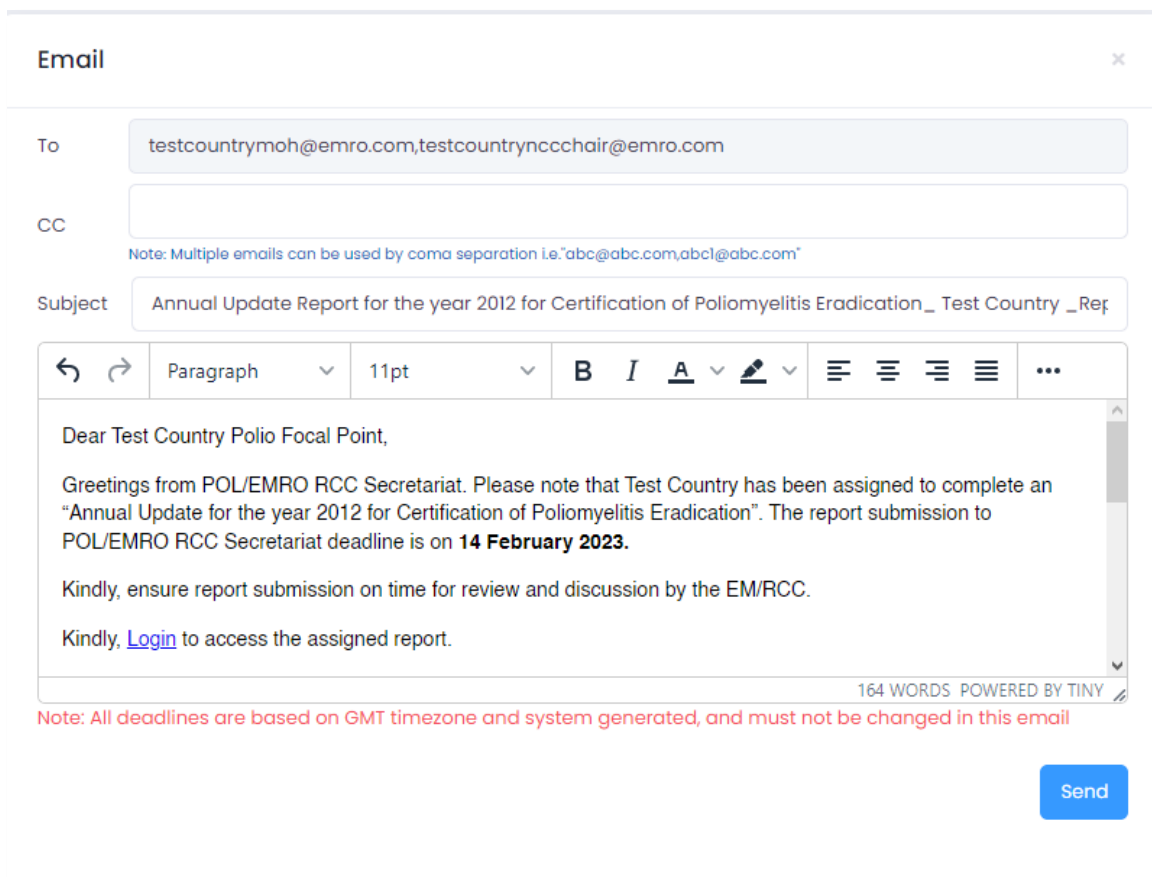 Email
×
To
testcountrymoh@emro.com,testcountrynccchair@emro.com
CC
Note: Multiple emails can be used by coma separation i.e."abc@abc.com,abc1@abc.com"
Subject
Annual Update Report for the year 2012 for Certification of Poliomyelitis Eradication_ Test Country _Rep
Paragraph
11pt
B I A
Dear Test Country Polio Focal Point,
Greetings from POL/EMRO RCC Secretariat. Please note that Test Country has been assigned to complete an
“Annual Update for the year 2012 for Certification of Poliomyelitis Eradication”. The report submission to
POL/EMRO RCC Secretariat deadline is on 14 February 2023.
Kindly, ensure report submission on time for review and discussion by the EM/RCC.
Kindly, Login to access the assigned report.
164 WORDS POWERED BY TINY
Note: All deadlines are based on GMT timezone and system generated, and must not be changed in this email
Send